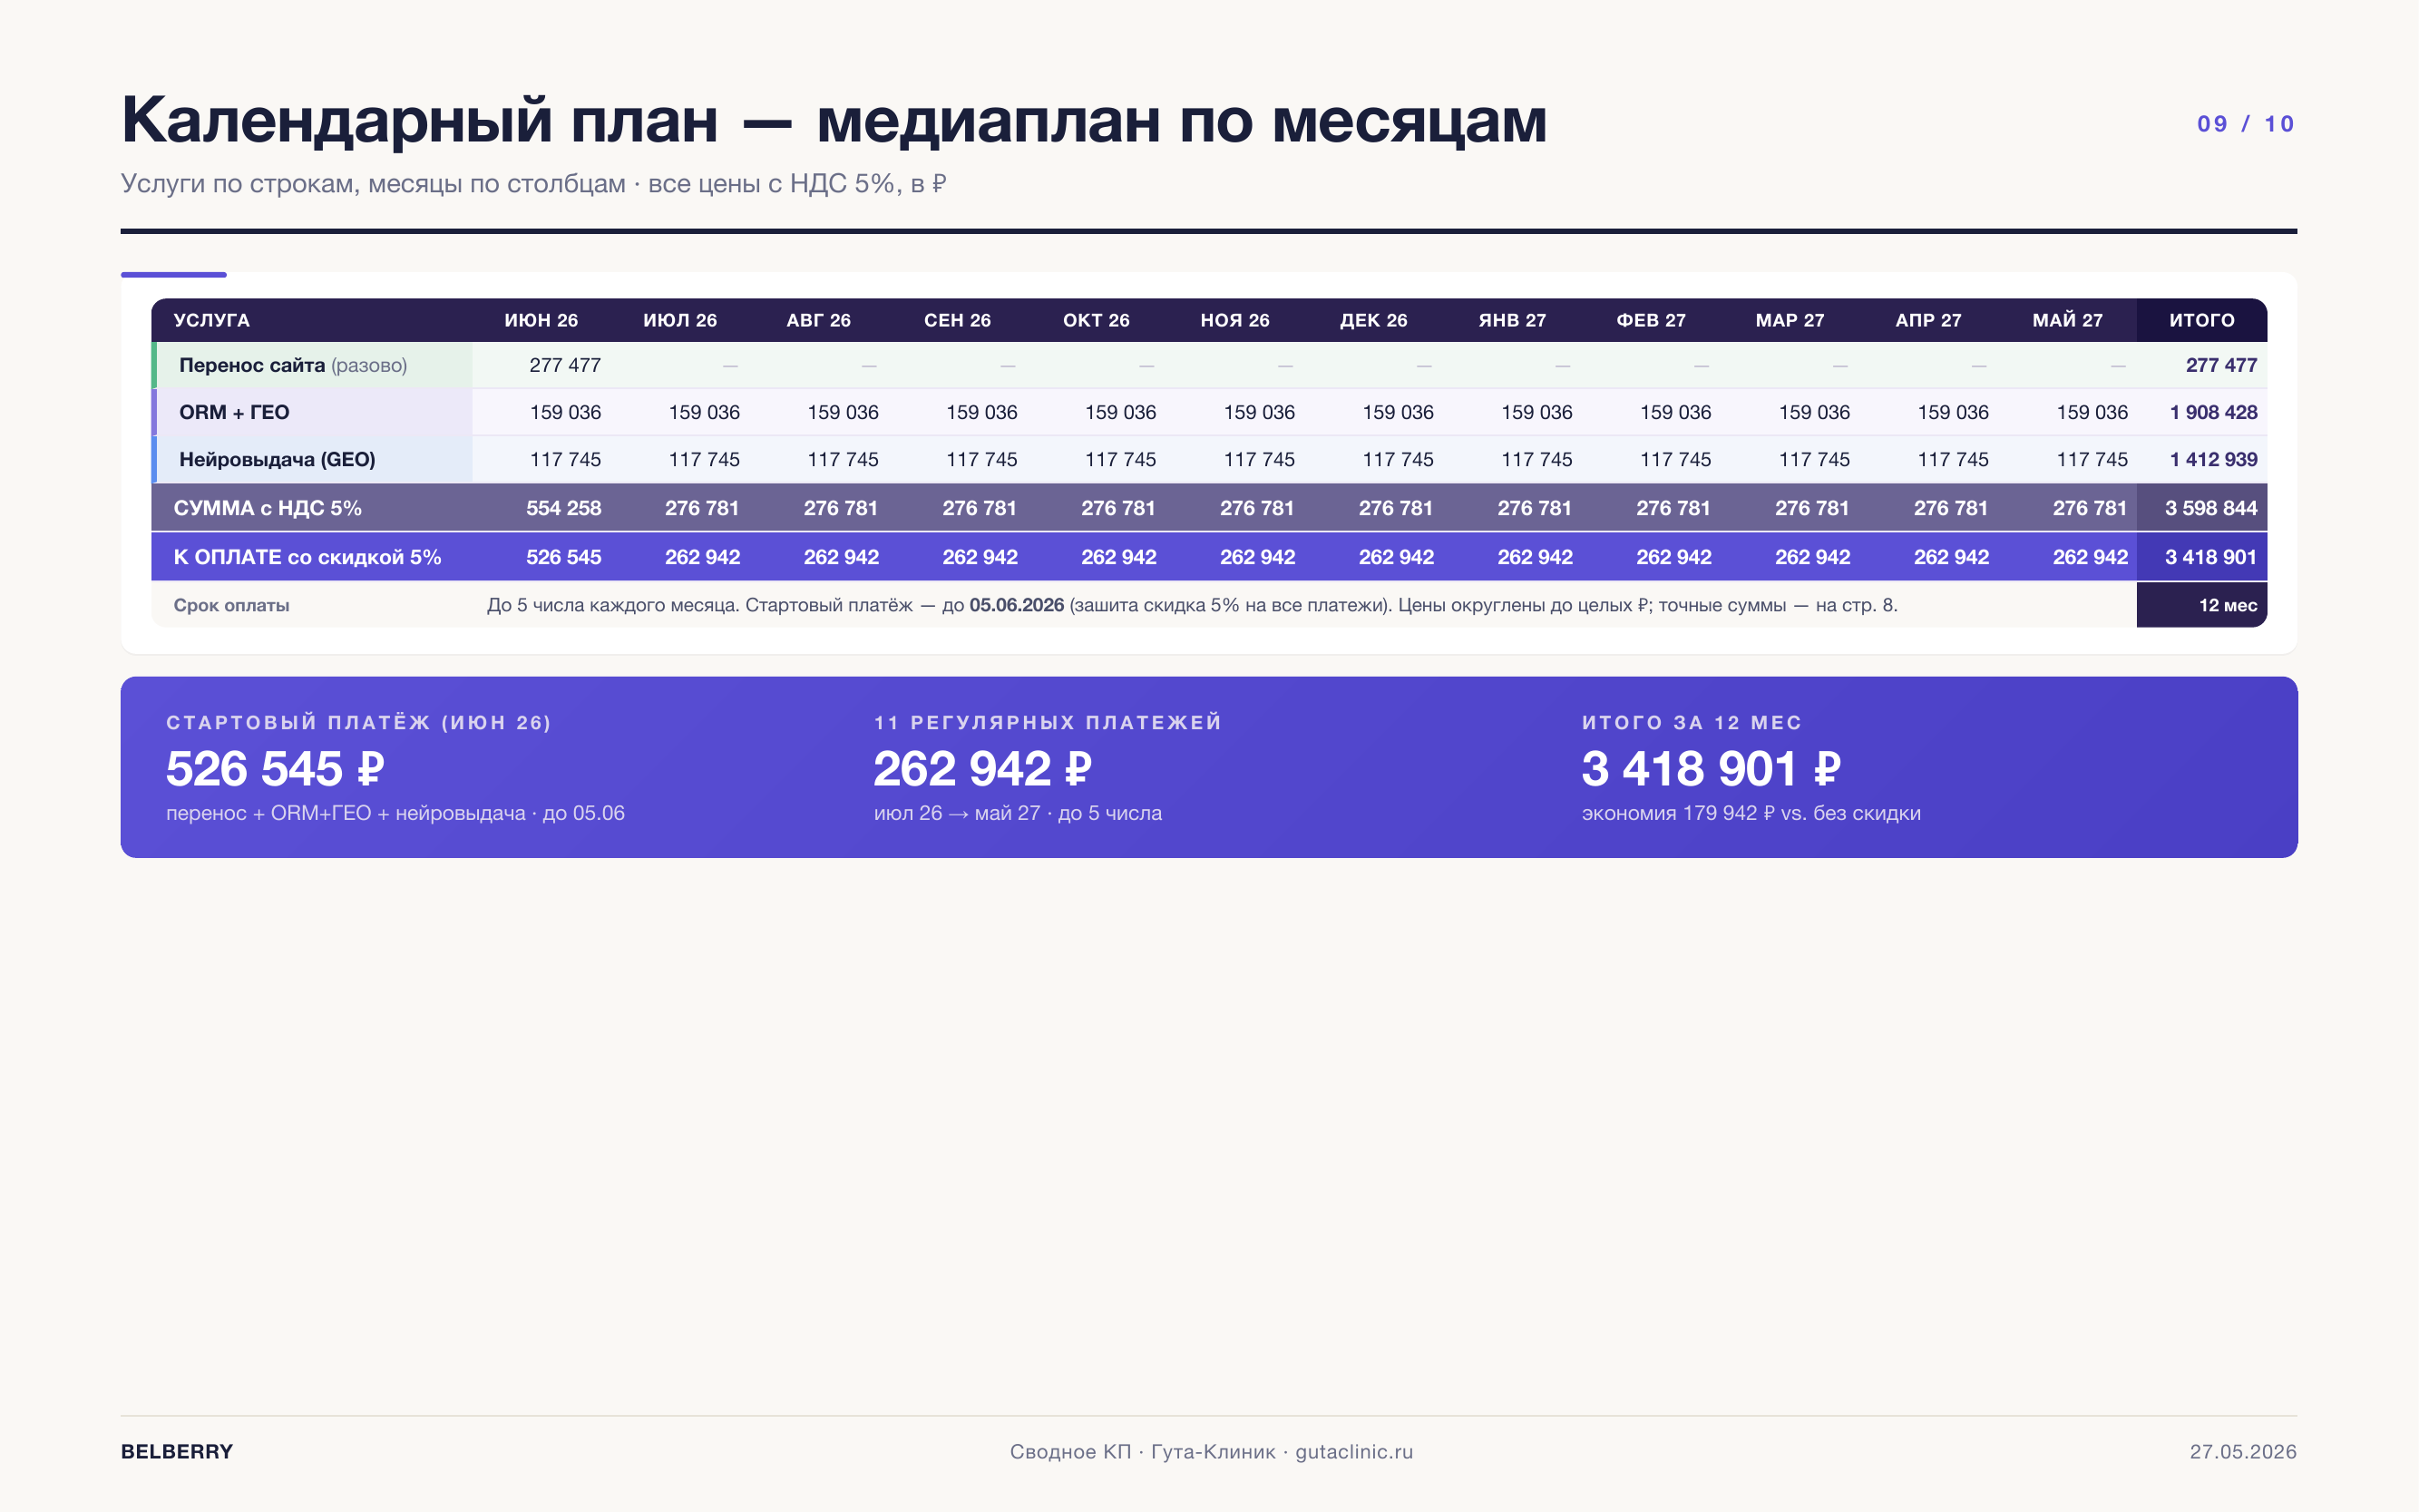 Календарный план — медиаплан по месяцам
09 / 10
Услуги по строкам, месяцы по столбцам · все цены с НДС 5%, в ₽
УСЛУГА ИЮН 26 ИЮЛ 26 АВГ 26 СЕН 26 ОКТ 26 НОЯ 26 ДЕК 26 ЯНВ 27 ФЕВ 27 МАР 27 АПР 27 МАЙ 27 ИТОГО
Перенос сайта (разово) 277 477 — — — — — — — — — — — 277 477
ORM + ГЕО 159 036 159 036 159 036 159 036 159 036 159 036 159 036 159 036 159 036 159 036 159 036 159 036 1 908 428
Нейровыдача (GEO) 117 745 117 745 117 745 117 745 117 745 117 745 117 745 117 745 117 745 117 745 117 745 117 745 1 412 939
СУММА с НДС 5% 554 258 276 781 276 781 276 781 276 781 276 781 276 781 276 781 276 781 276 781 276 781 276 781 3 598 844
К ОПЛАТЕ со скидкой 5% 526 545 262 942 262 942 262 942 262 942 262 942 262 942 262 942 262 942 262 942 262 942 262 942 3 418 901
Срок оплаты До 5 числа каждого месяца. Стартовый платёж — до 05.06.2026 (зашита скидка 5% на все платежи). Цены округлены до целых ₽; точные суммы — на стр. 8. 12 мес
СТАРТОВЫЙ ПЛАТЁЖ (ИЮН 26)
526 545 ₽
перенос + ORM+ГЕО + нейровыдача · до 05.06
11 РЕГУЛЯРНЫХ ПЛАТЕЖЕЙ
262 942 ₽
июл 26 → май 27 · до 5 числа
ИТОГО ЗА 12 МЕС
3 418 901 ₽
экономия 179 942 ₽ vs. без скидки
BELBERRY
Сводное КП · Гута-Клиник · gutaclinic.ru
27.05.2026